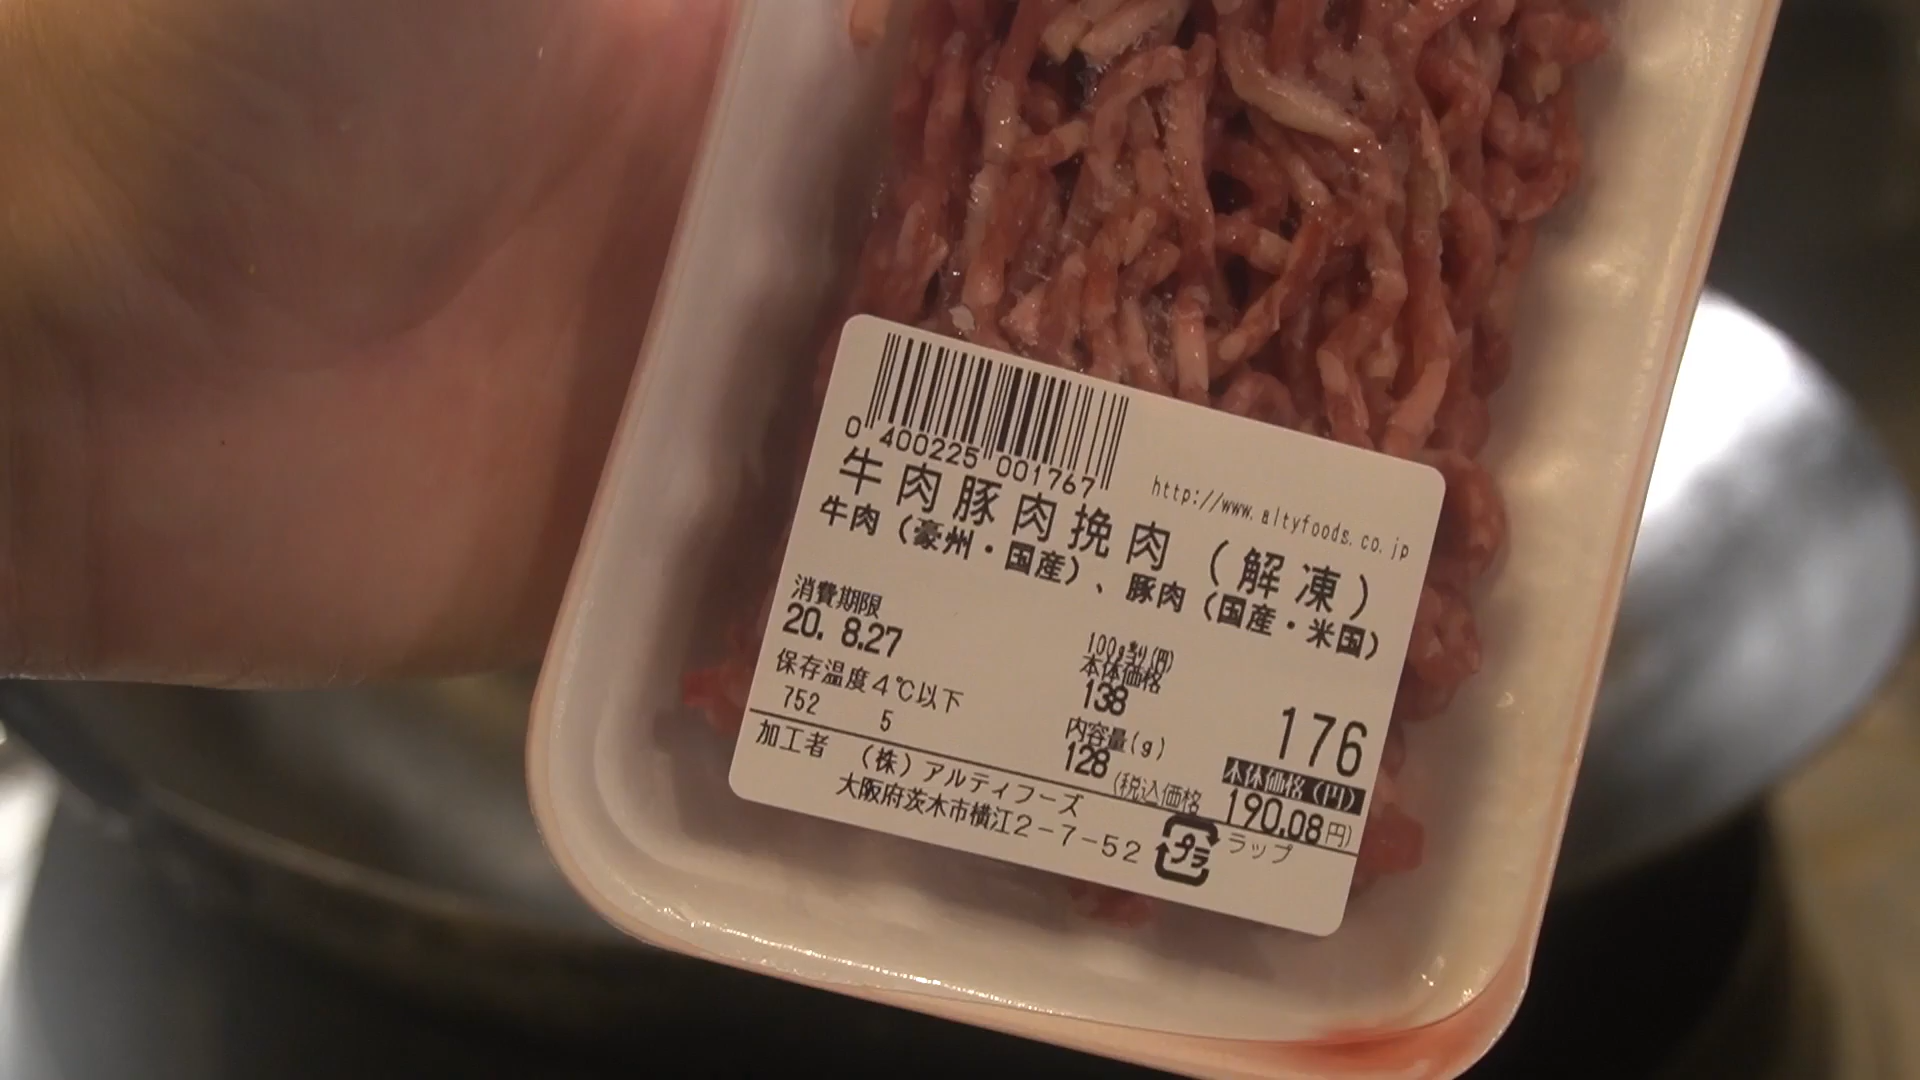 0 400225 001767
http://www.altyfoods.co.jp
牛肉豚肉挽肉(解凍)
牛肉(豪州・国産)、豚肉(国産・米国)
消費期限
20. 8.27
保存温度4℃以下
752 5
100g当り(円)
本体価格
138
内容量(g)
128
176
本体価格(円)
(税込価格 190.08円)
加工者 (株)アルティフーズ
大阪府茨木市横江2-7-52
プラ
ラップ